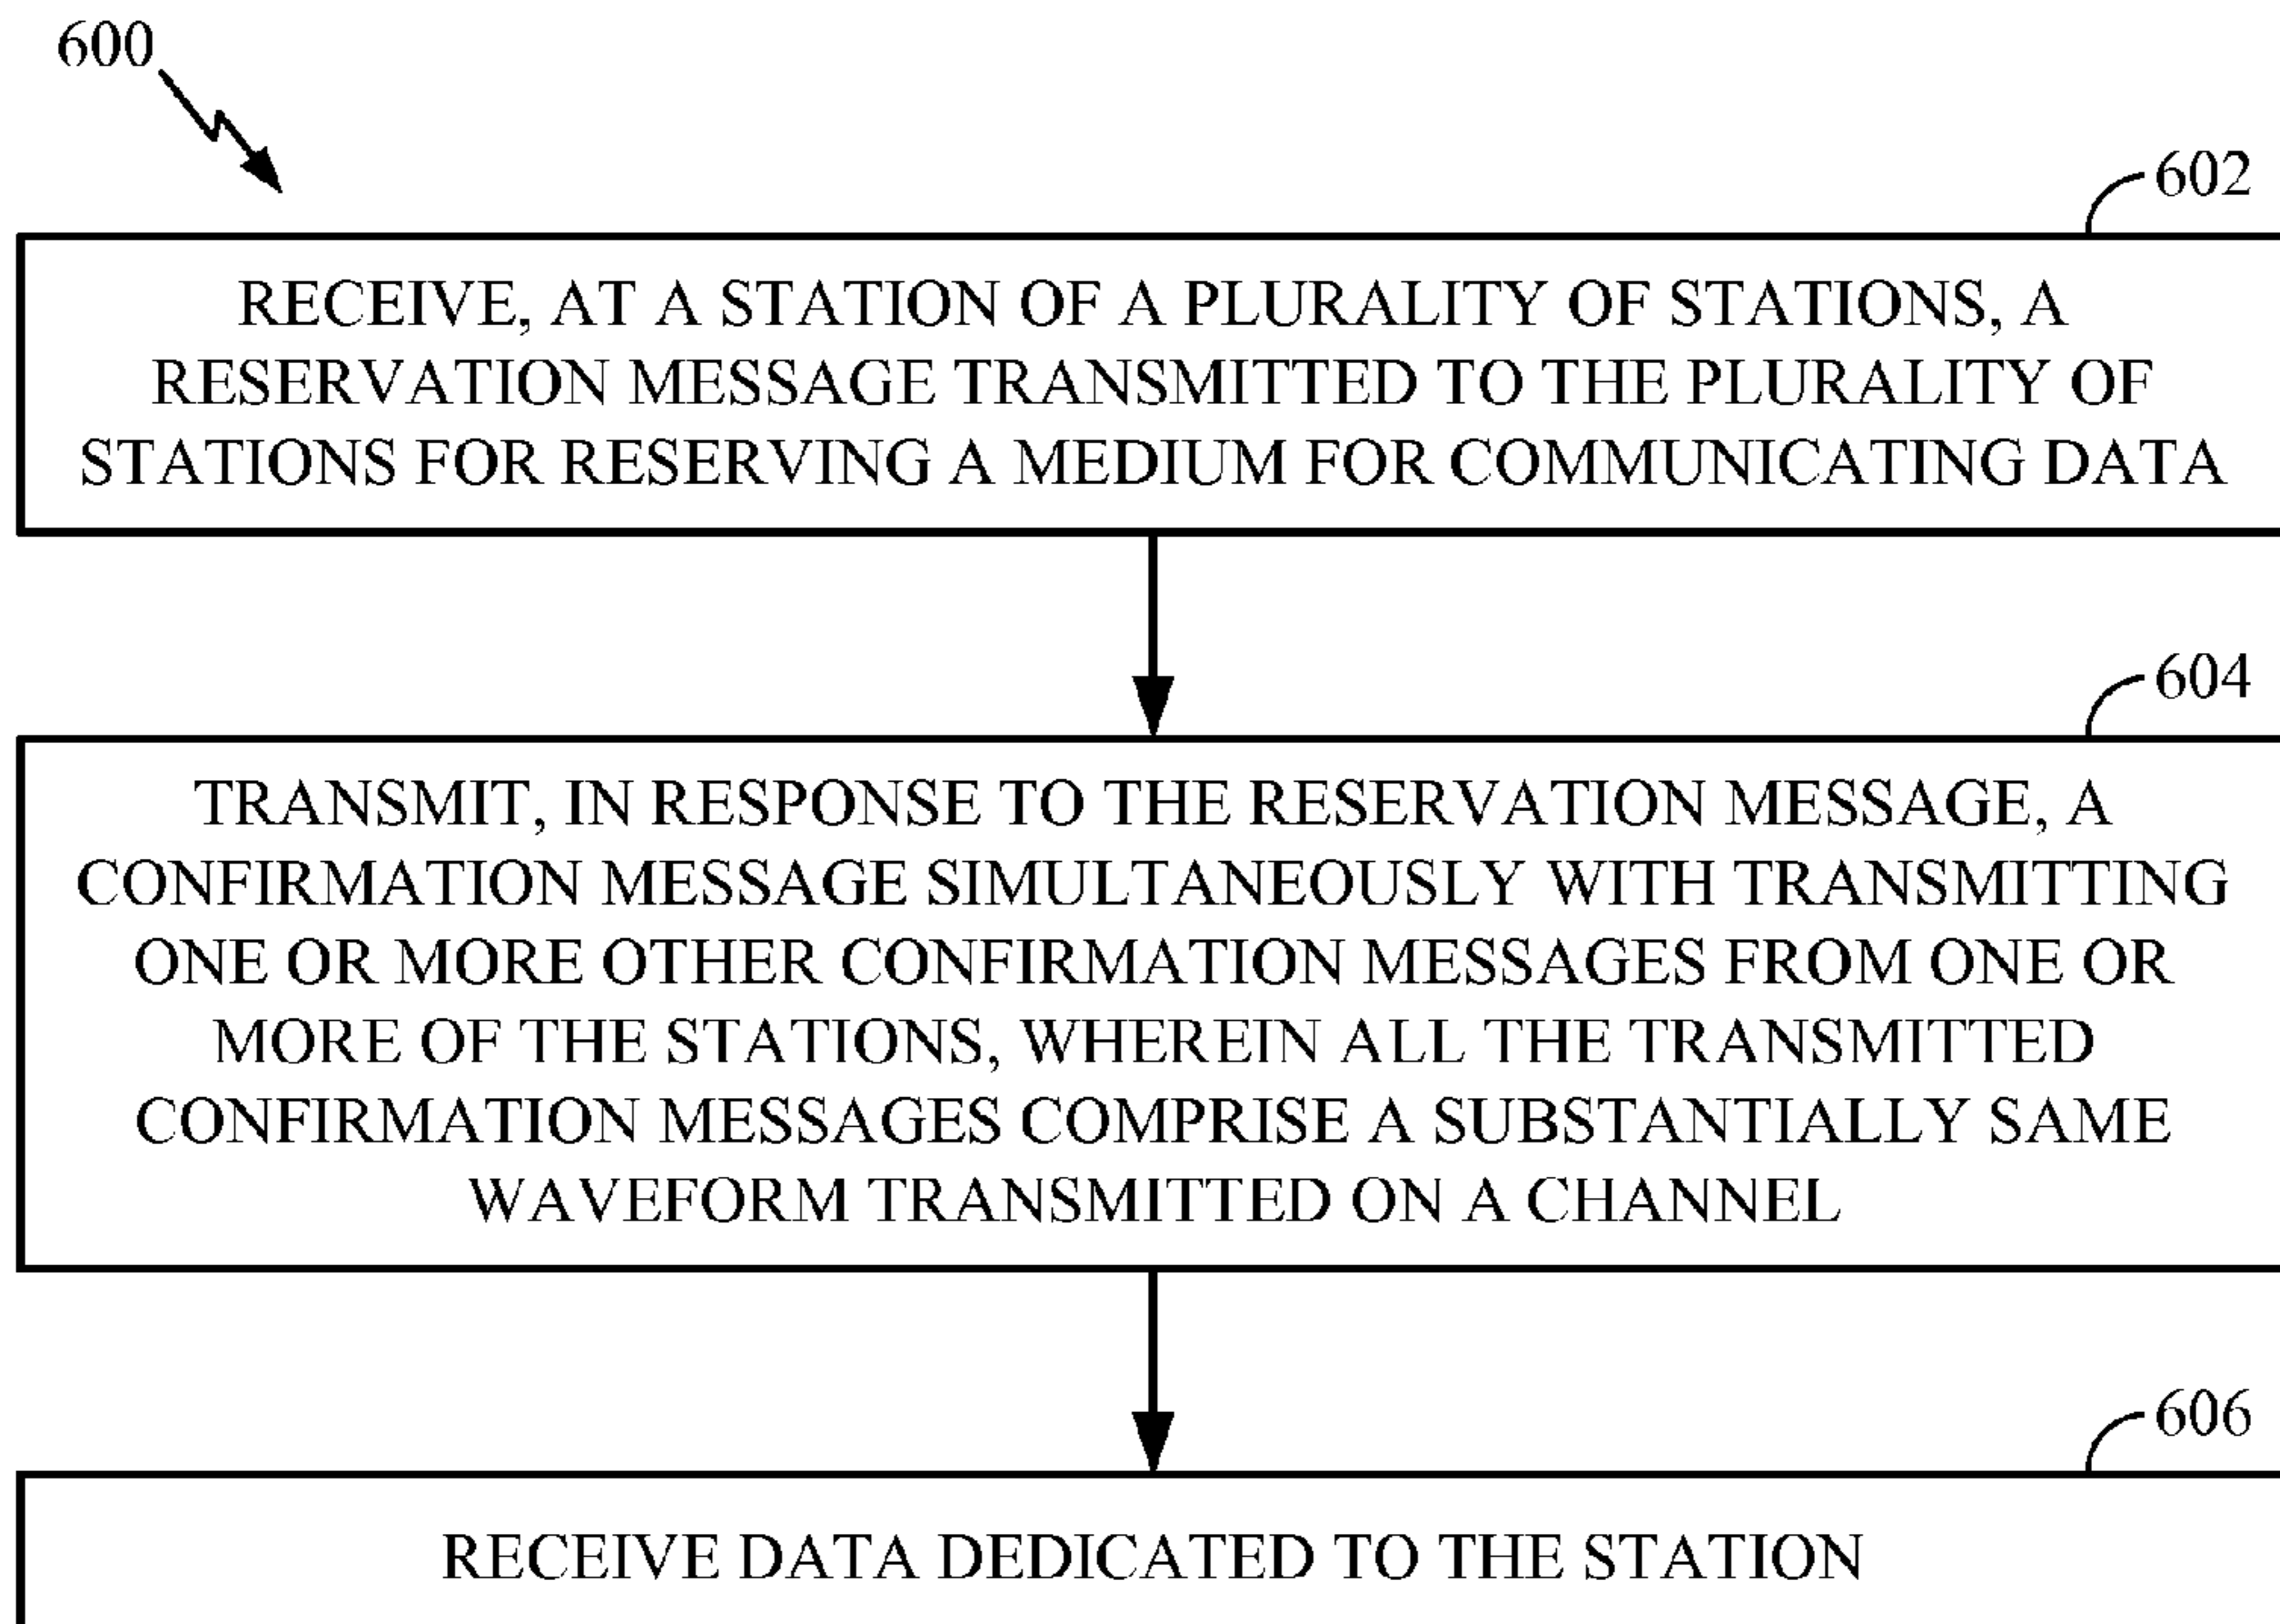 600
602
RECEIVE, AT A STATION OF A PLURALITY OF STATIONS, A
RESERVATION MESSAGE TRANSMITTED TO THE PLURALITY OF
STATIONS FOR RESERVING A MEDIUM FOR COMMUNICATING DATA
604
TRANSMIT, IN RESPONSE TO THE RESERVATION MESSAGE, A
CONFIRMATION MESSAGE SIMULTANEOUSLY WITH TRANSMITTING
ONE OR MORE OTHER CONFIRMATION MESSAGES FROM ONE OR
MORE OF THE STATIONS, WHEREIN ALL THE TRANSMITTED
CONFIRMATION MESSAGES COMPRISE A SUBSTANTIALLY SAME
WAVEFORM TRANSMITTED ON A CHANNEL
606
RECEIVE DATA DEDICATED TO THE STATION